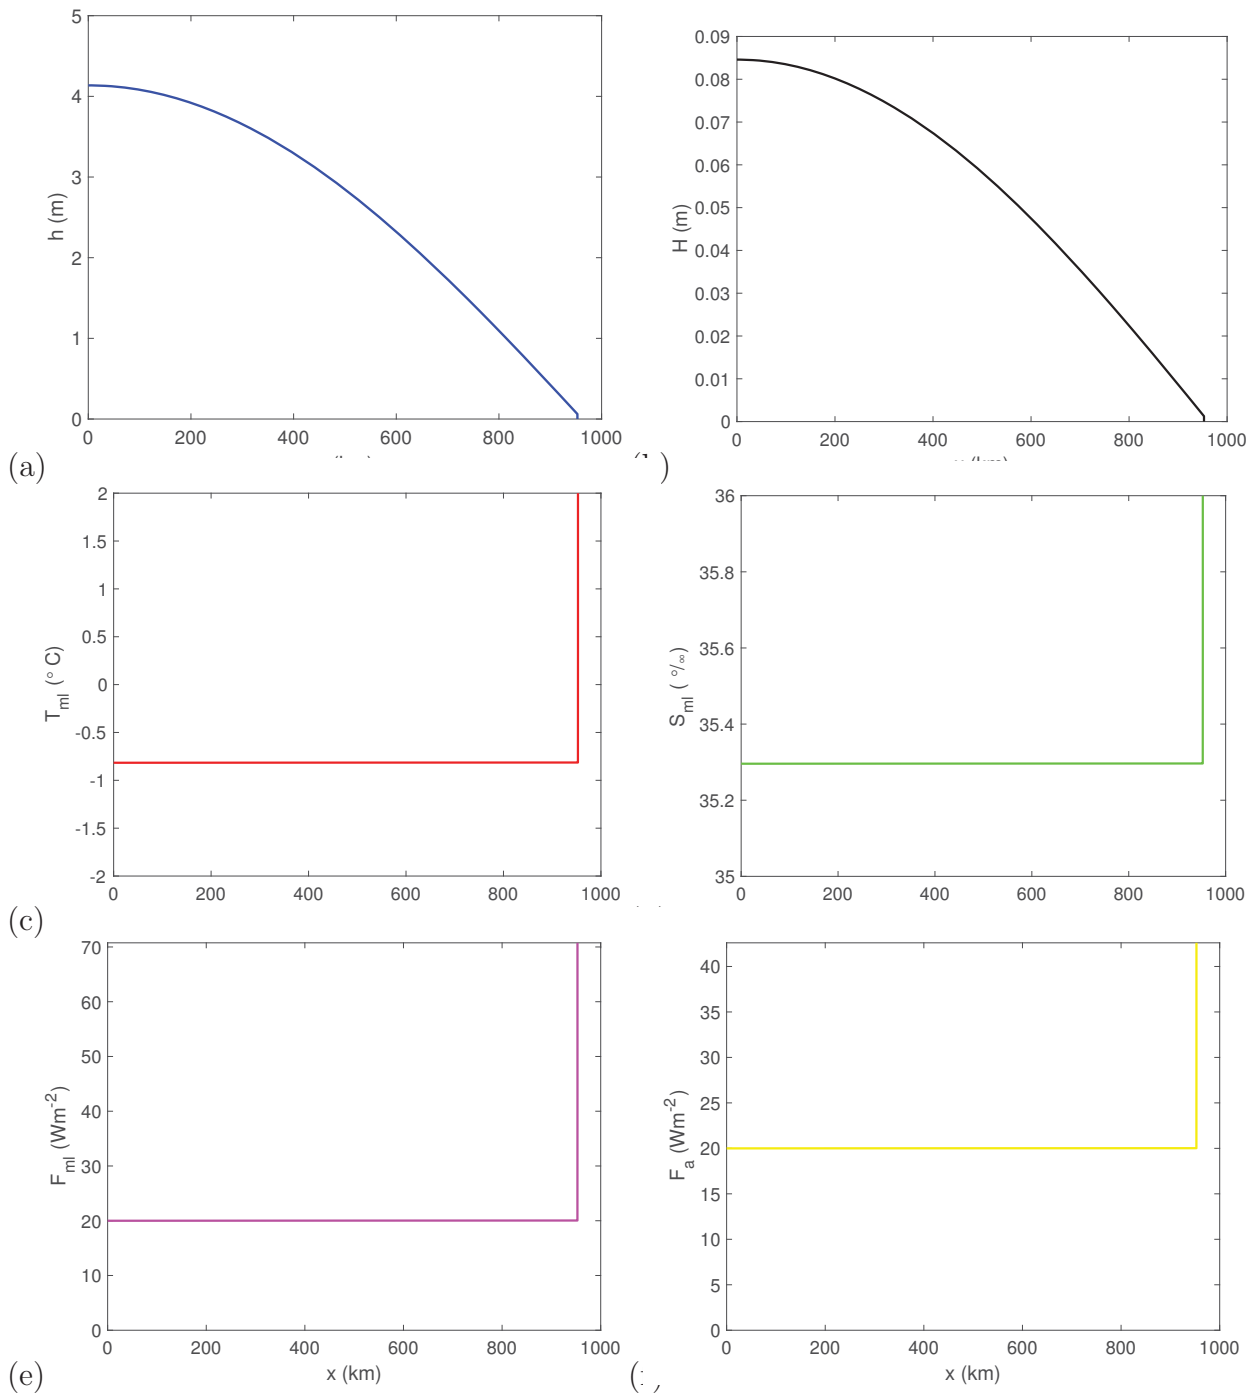 5
4
3
2
1
0
h (m)
0 200 400 600 800 1000
(a)
0.09
0.08
0.07
0.06
0.05
0.04
0.03
0.02
0.01
0
H (m)
0 200 400 600 800 1000
2
1.5
1
0.5
0
-0.5
-1
-1.5
-2
T_ml (° C)
0 200 400 600 800 1000
(c)
36
35.8
35.6
35.4
35.2
35
S_ml ( °/∞)
0 200 400 600 800 1000
70
60
50
40
30
20
10
0
F_ml (Wm⁻²)
0 200 400 600 800 1000
x (km)
(e)
40
35
30
25
20
15
10
5
0
F_a (Wm⁻²)
0 200 400 600 800 1000
x (km)